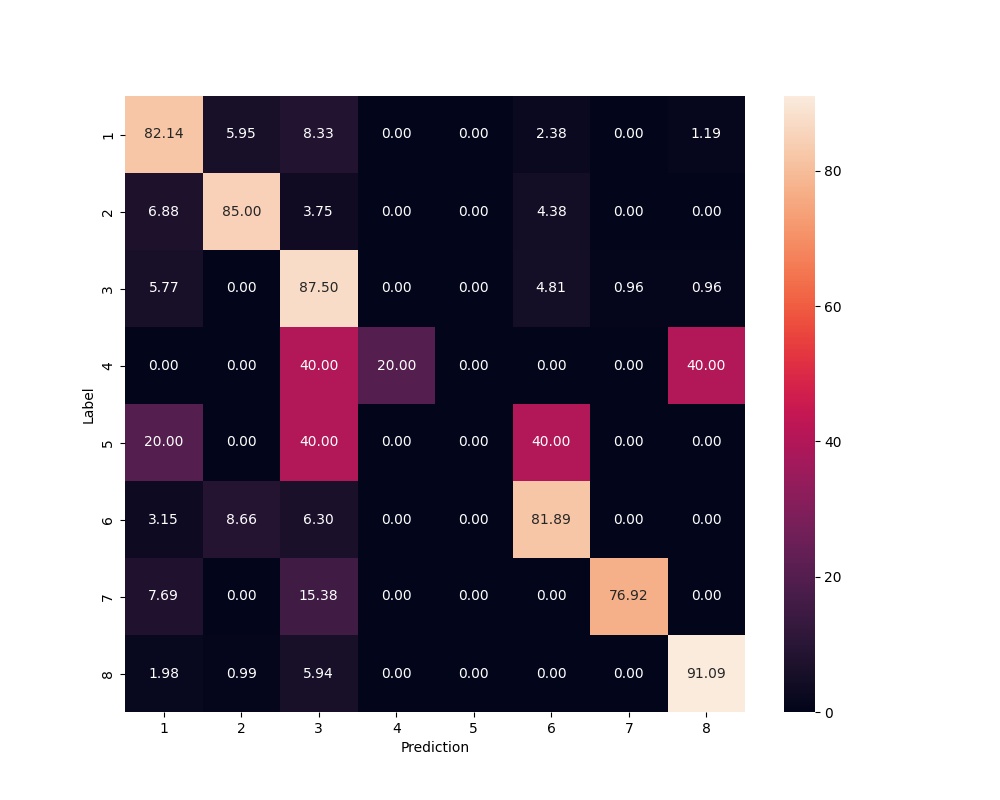 1 82.14 5.95 8.33 0.00 0.00 2.38 0.00 1.19
2 6.88 85.00 3.75 0.00 0.00 4.38 0.00 0.00
3 5.77 0.00 87.50 0.00 0.00 4.81 0.96 0.96
4 0.00 0.00 40.00 20.00 0.00 0.00 0.00 40.00
5 20.00 0.00 40.00 0.00 0.00 40.00 0.00 0.00
6 3.15 8.66 6.30 0.00 0.00 81.89 0.00 0.00
7 7.69 0.00 15.38 0.00 0.00 0.00 76.92 0.00
8 1.98 0.99 5.94 0.00 0.00 0.00 0.00 91.09
1 2 3 4 5 6 7 8
Prediction
Label
80
60
40
20
0